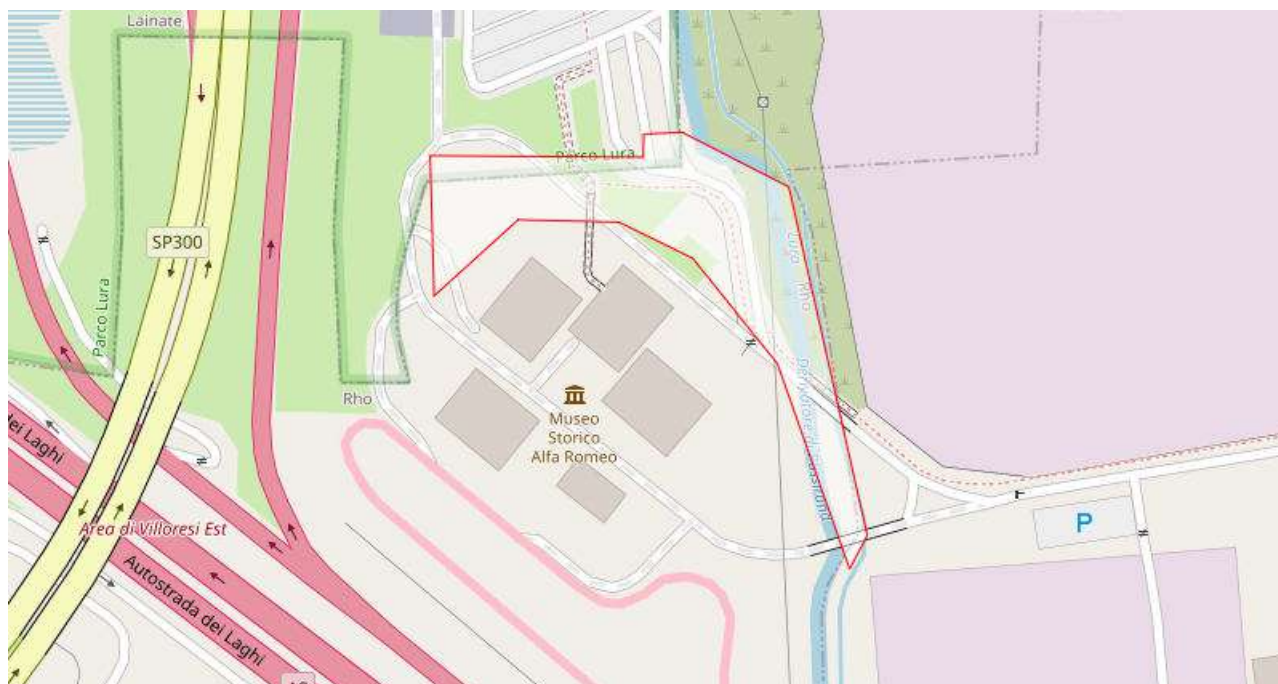 Lainate
Parco Lura
SP300
Parco Lura
Rho
Museo
Storico
Alfa Romeo
Lura
Rho
dei Laghi
Area di Villoresi Est
Autostrada dei Laghi
P